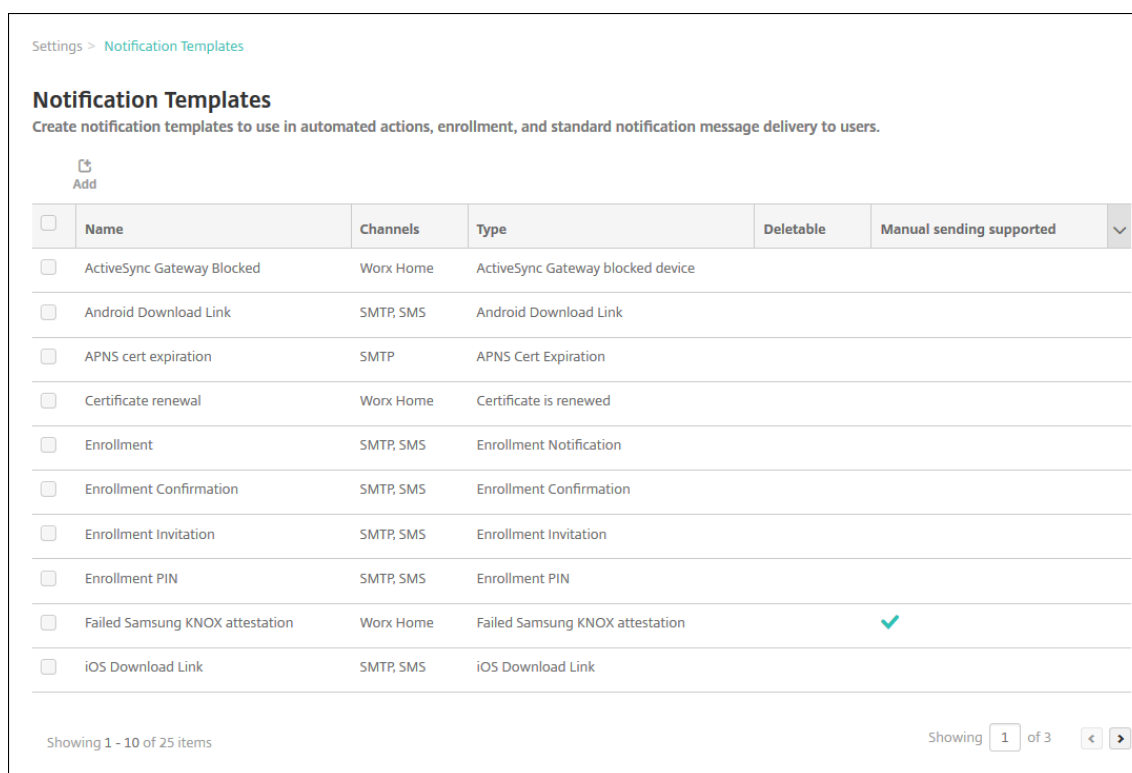 Settings > Notification Templates
Notification Templates
Create notification templates to use in automated actions, enrollment, and standard notification message delivery to users.
Add
Name Channels Type Deletable Manual sending supported
ActiveSync Gateway Blocked Worx Home ActiveSync Gateway blocked device
Android Download Link SMTP, SMS Android Download Link
APNS cert expiration SMTP APNS Cert Expiration
Certificate renewal Worx Home Certificate is renewed
Enrollment SMTP, SMS Enrollment Notification
Enrollment Confirmation SMTP, SMS Enrollment Confirmation
Enrollment Invitation SMTP, SMS Enrollment Invitation
Enrollment PIN SMTP, SMS Enrollment PIN
Failed Samsung KNOX attestation Worx Home Failed Samsung KNOX attestation
iOS Download Link SMTP, SMS iOS Download Link
Showing 1 - 10 of 25 items Showing 1 of 3